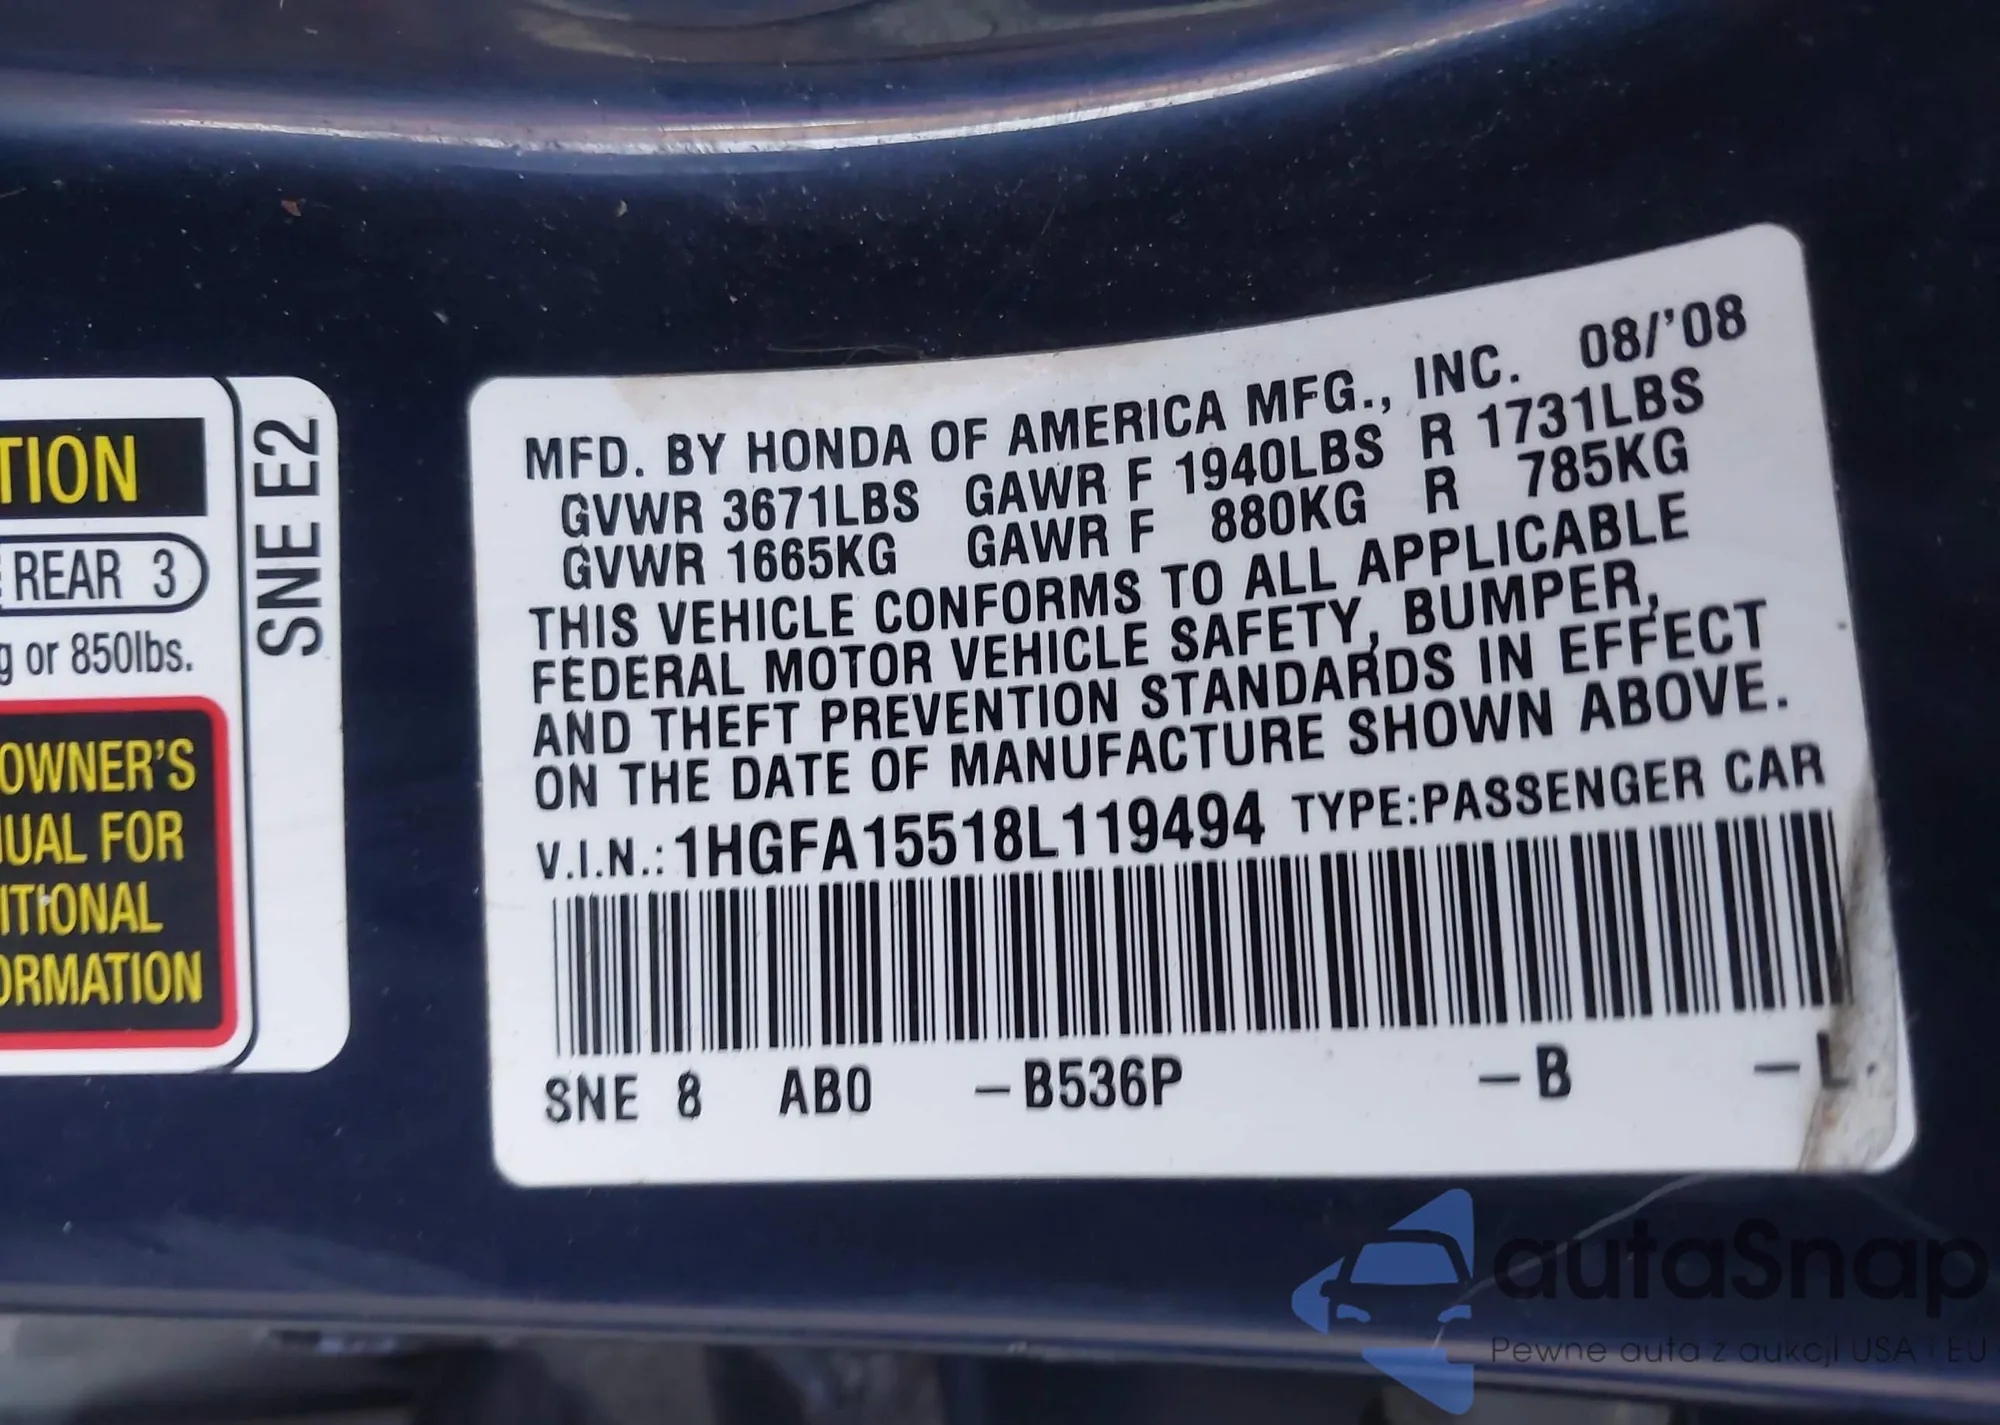 TION
REAR 3
g or 850lbs.
OWNER'S
UAL FOR
ITIONAL
ORMATION
SNE E2
MFD. BY HONDA OF AMERICA MFG., INC. 08/'08
GVWR 3671LBS GAWR F 1940LBS R 1731LBS
GVWR 1665KG GAWR F 880KG R 785KG
THIS VEHICLE CONFORMS TO ALL APPLICABLE
FEDERAL MOTOR VEHICLE SAFETY, BUMPER,
AND THEFT PREVENTION STANDARDS IN EFFECT
ON THE DATE OF MANUFACTURE SHOWN ABOVE.
V.I.N.: 1HGFA15518L119494 TYPE:PASSENGER CAR
SNE 8 AB0 –B536P –B –L.
autaSnap
Pewne auta z aukcji USA i EU